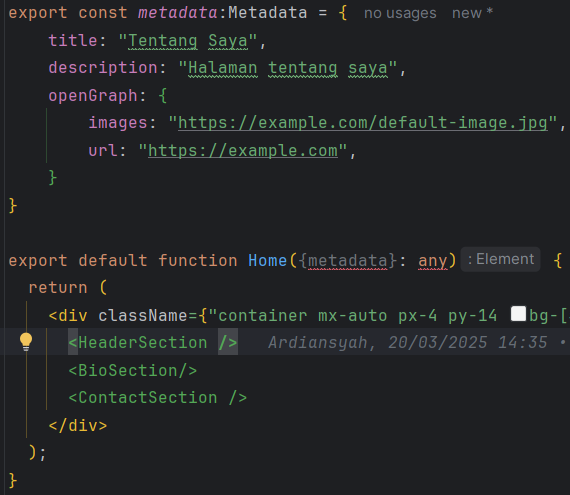 export const metadata:Metadata = { no usages new *
title: "Tentang Saya",
description: "Halaman tentang saya",
openGraph: {
images: "https://example.com/default-image.jpg",
url: "https://example.com",
}
}
export default function Home({metadata}: any) : Element {
return (
<div className={"container mx-auto px-4 py-14 bg-[
<HeaderSection /> Ardiansyah, 20/03/2025 14:35 •
<BioSection/>
<ContactSection />
</div>
);
}